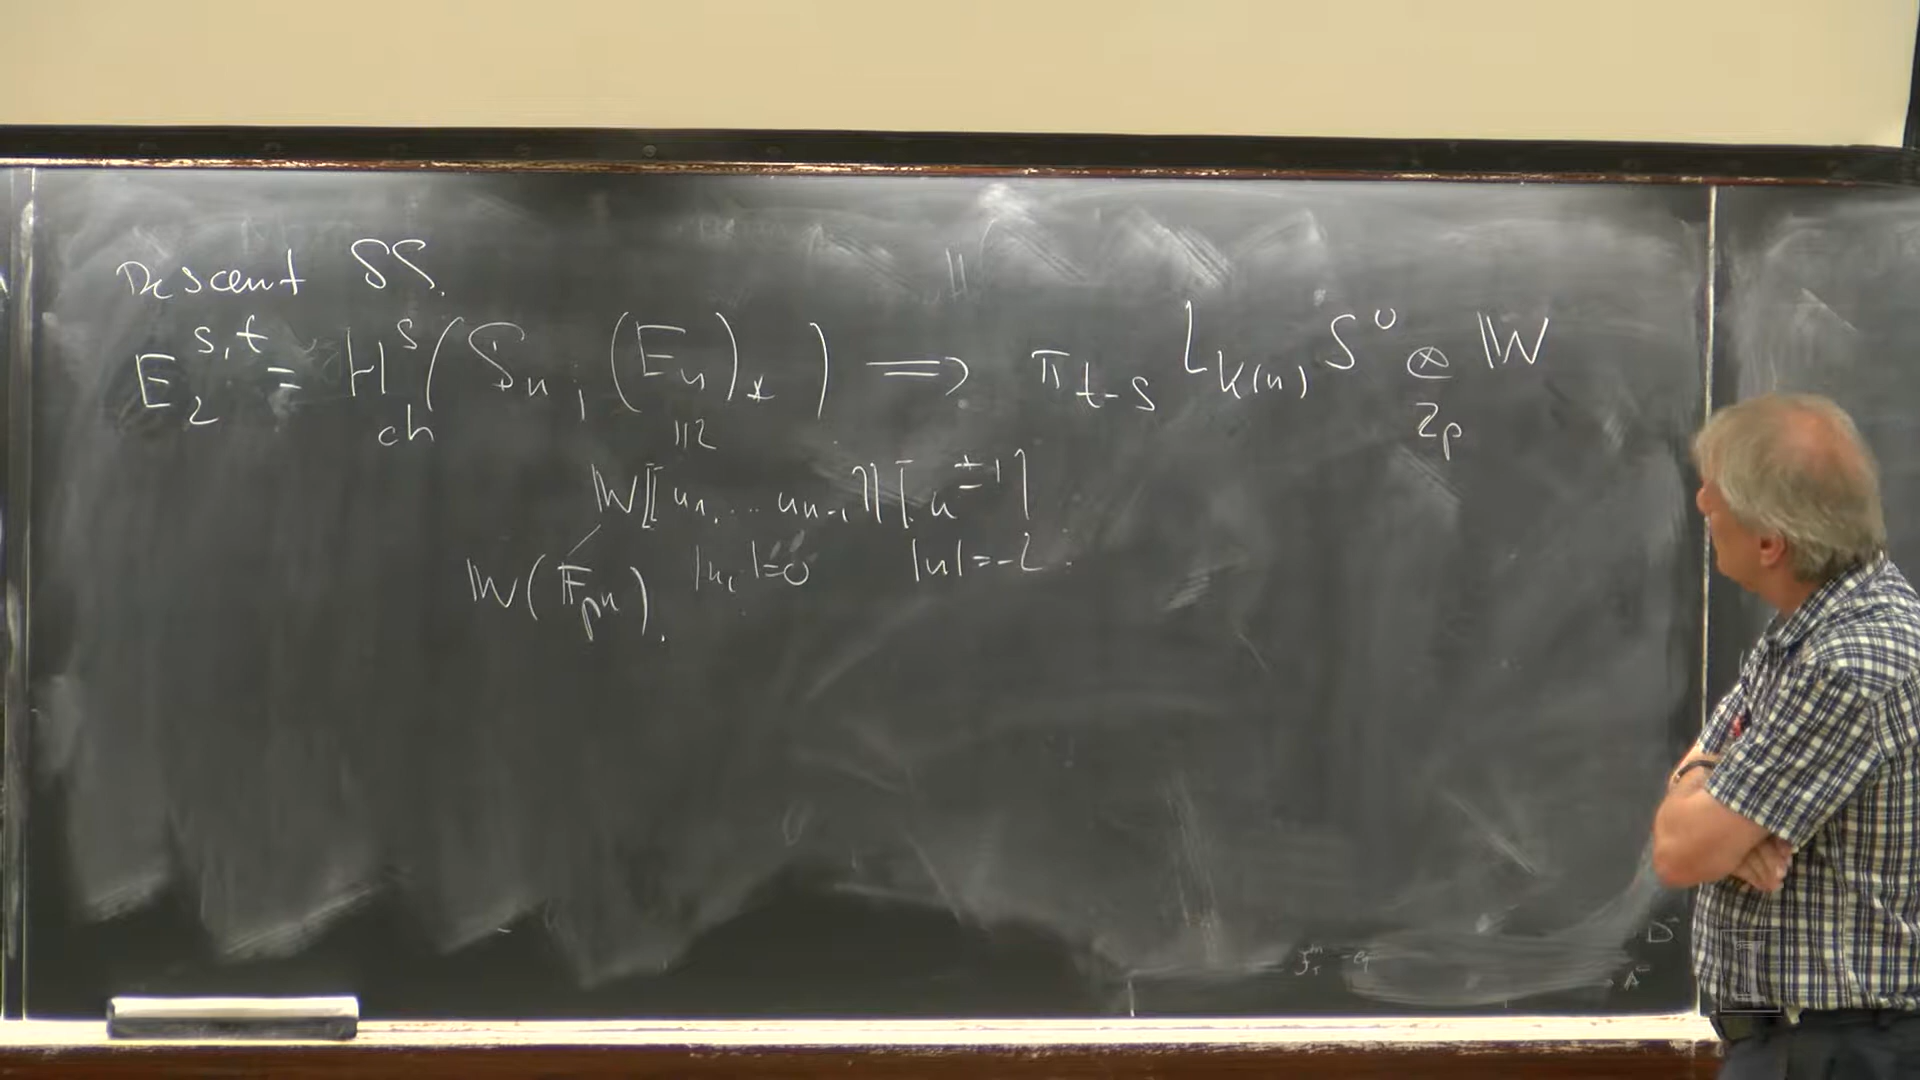 Descent SS.
E_2^{s,t} = H^s_{ch}(S_n; (E_n)_*) ⟹ π_{t-s} L_{K(n)} S^0 ⊗_{Z_p} W
≅
W[[u_1, ... u_{n-1}]][u^{±1}]
W(F_{p^n}). |u_i|=0 |u|=-2.